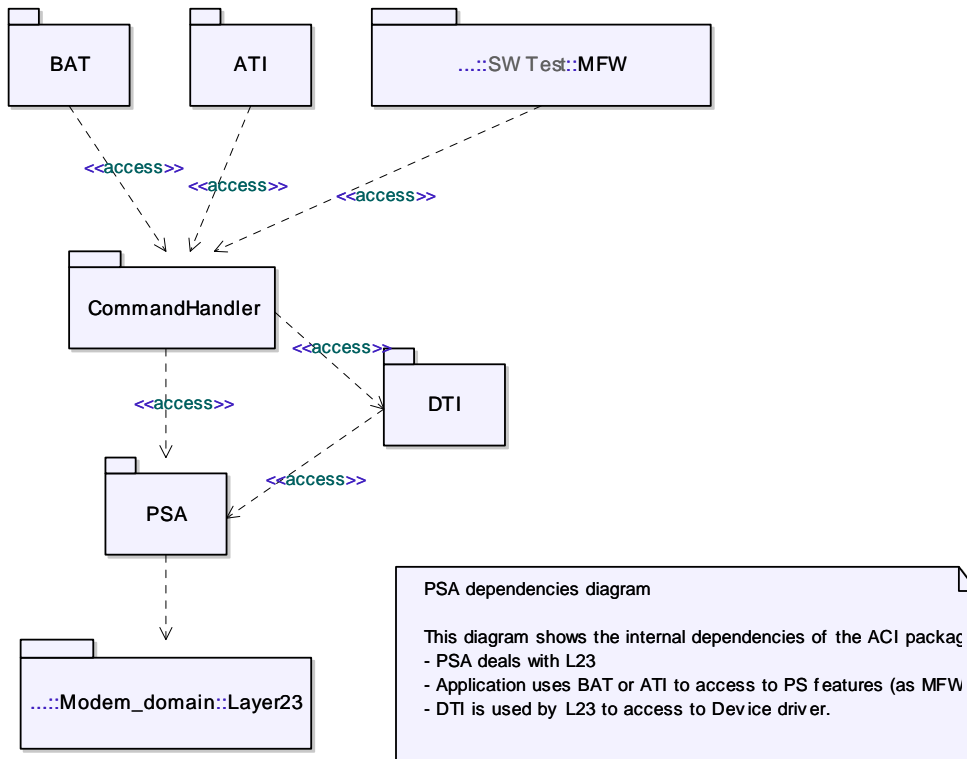 BAT
ATI
...::SW Test::MFW
<<access>>
<<access>>
<<access>>
CommandHandler
<<access>>
<<access>>
DTI
<<access>>
PSA
...::Modem_domain::Layer23
PSA dependencies diagram
This diagram shows the internal dependencies of the ACI packag
- PSA deals with L23
- Application uses BAT or ATI to access to PS features (as MFW
- DTI is used by L23 to access to Device driver.